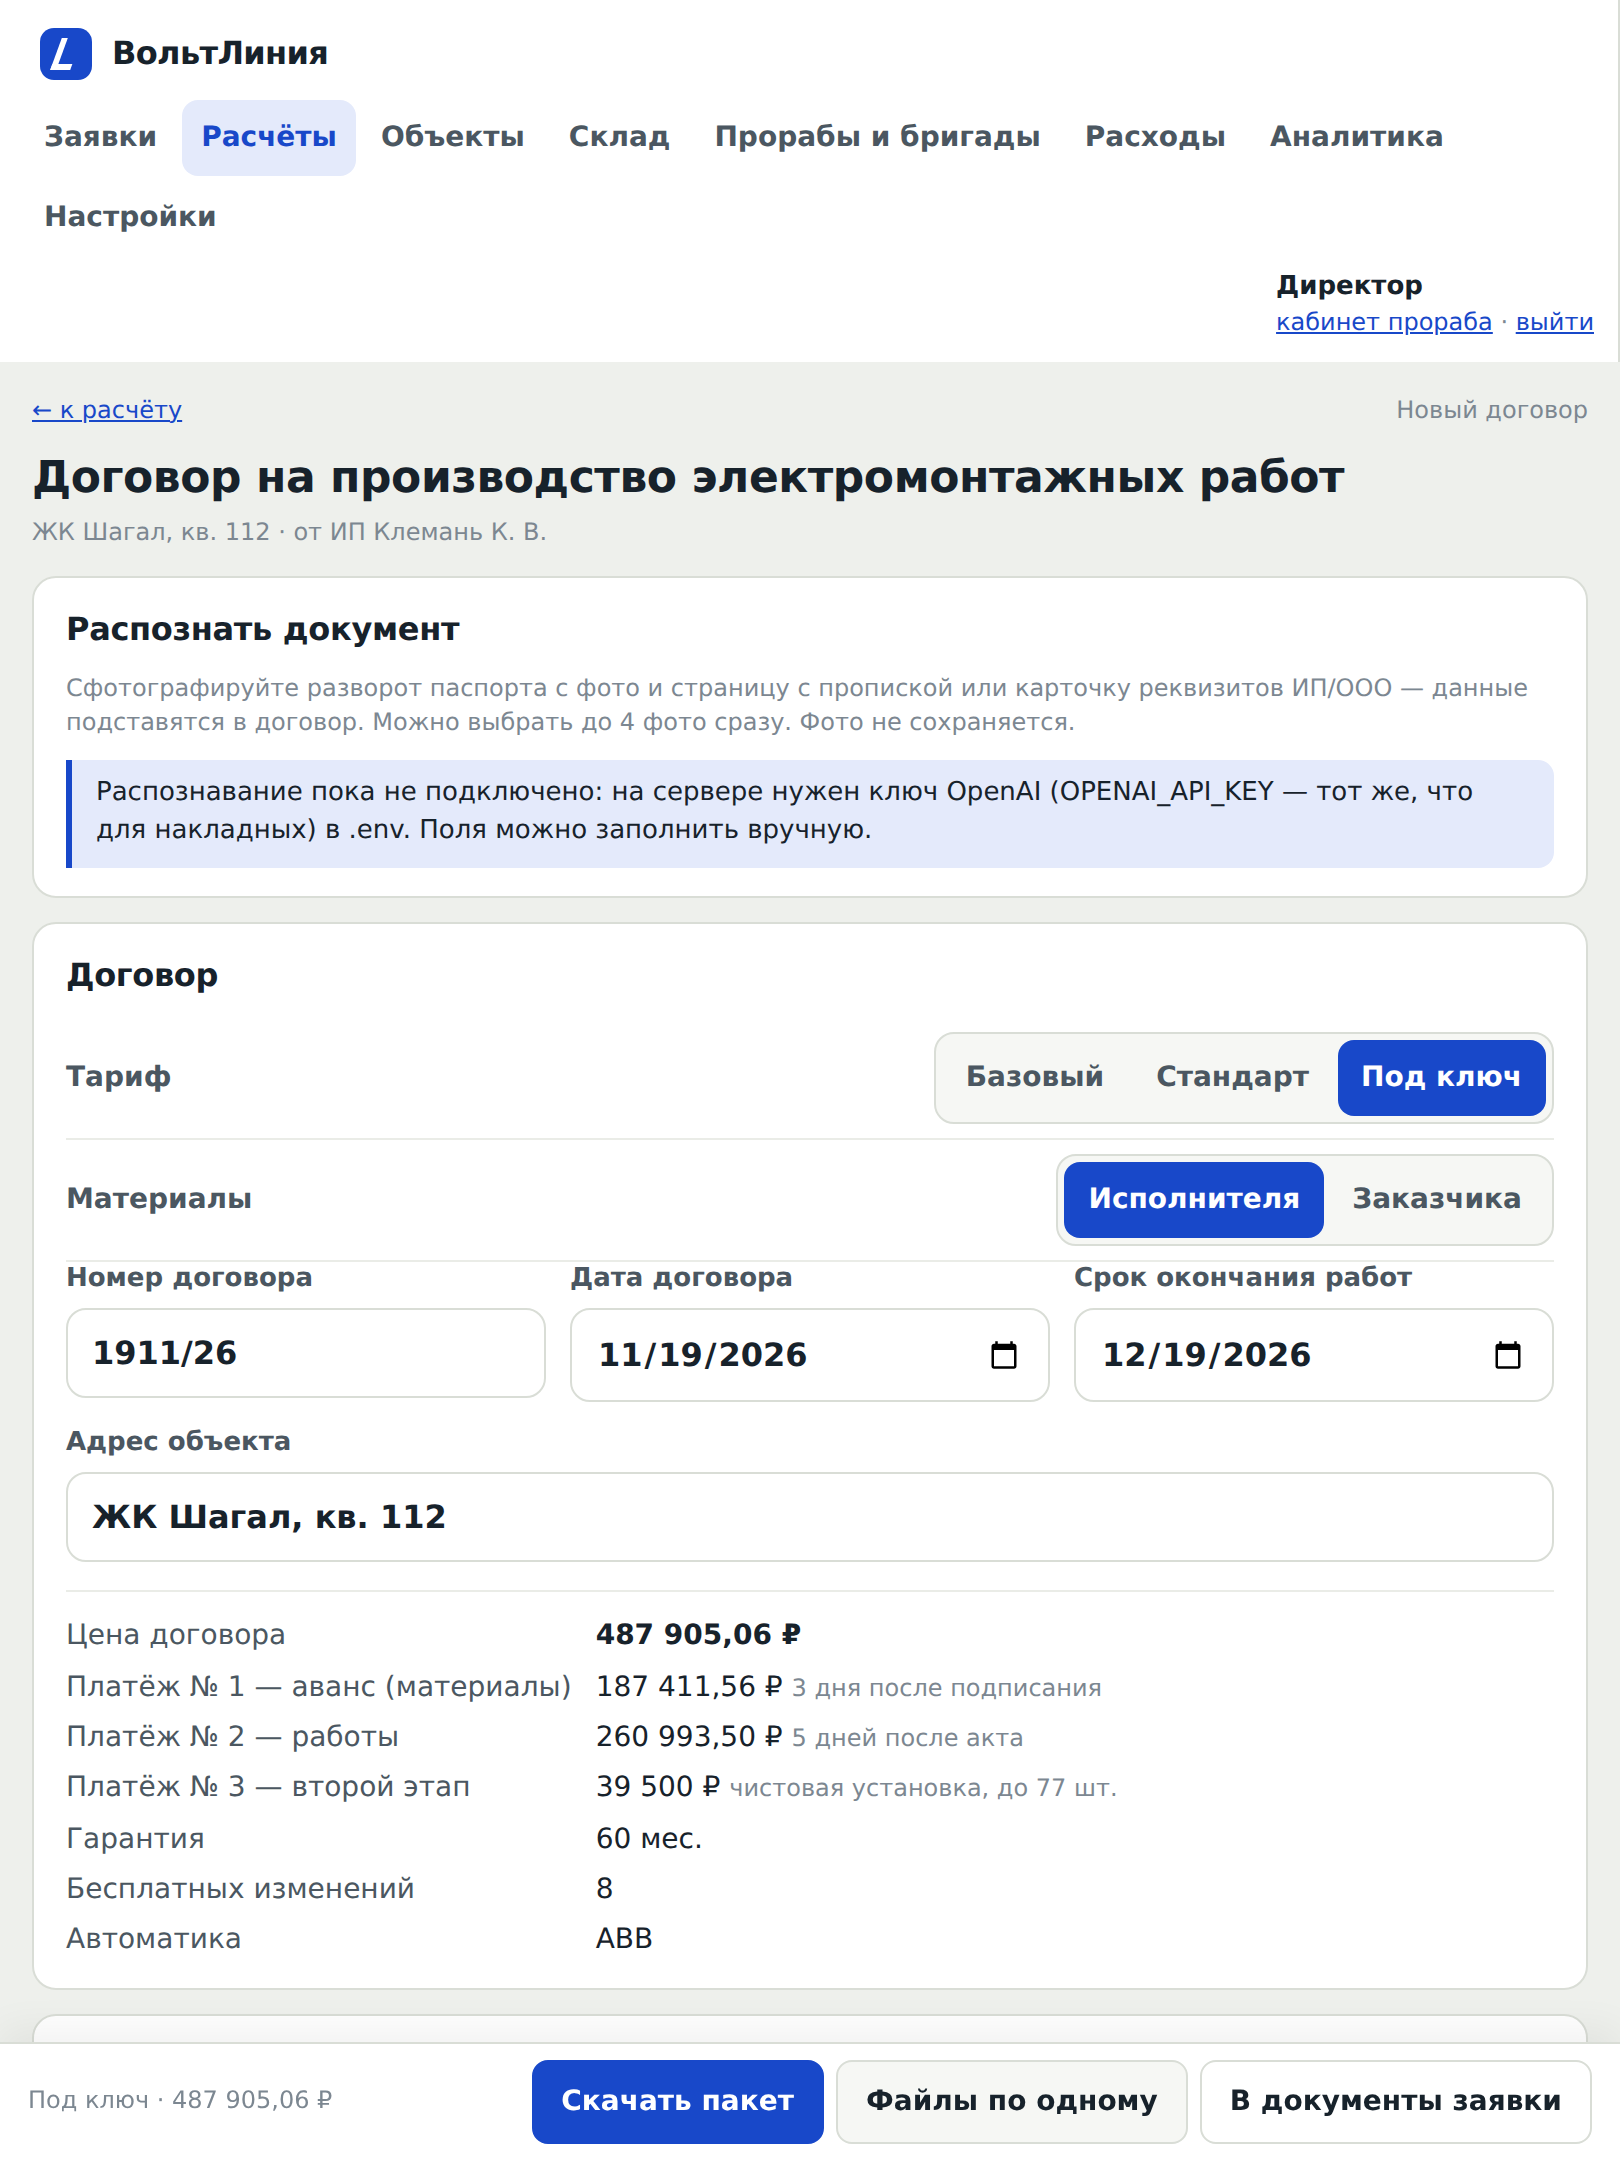 ВольтЛиния
Заявки Расчёты Объекты Склад Прорабы и бригады Расходы Аналитика
Настройки
Директор
кабинет прораба · выйти
← к расчёту Новый договор
Договор на производство электромонтажных работ
ЖК Шагал, кв. 112 · от ИП Клемань К. В.
Распознать документ
Сфотографируйте разворот паспорта с фото и страницу с пропиской или карточку реквизитов ИП/ООО — данные
подставятся в договор. Можно выбрать до 4 фото сразу. Фото не сохраняется.
Распознавание пока не подключено: на сервере нужен ключ OpenAI (OPENAI_API_KEY — тот же, что
для накладных) в .env. Поля можно заполнить вручную.
Договор
Тариф Базовый Стандарт Под ключ
Материалы Исполнителя Заказчика
Номер договора Дата договора Срок окончания работ
1911/26 11/19/2026 12/19/2026
Адрес объекта
ЖК Шагал, кв. 112
Цена договора 487 905,06 ₽
Платёж № 1 — аванс (материалы) 187 411,56 ₽ 3 дня после подписания
Платёж № 2 — работы 260 993,50 ₽ 5 дней после акта
Платёж № 3 — второй этап 39 500 ₽ чистовая установка, до 77 шт.
Гарантия 60 мес.
Бесплатных изменений 8
Автоматика ABB
Под ключ · 487 905,06 ₽ Скачать пакет Файлы по одному В документы заявки